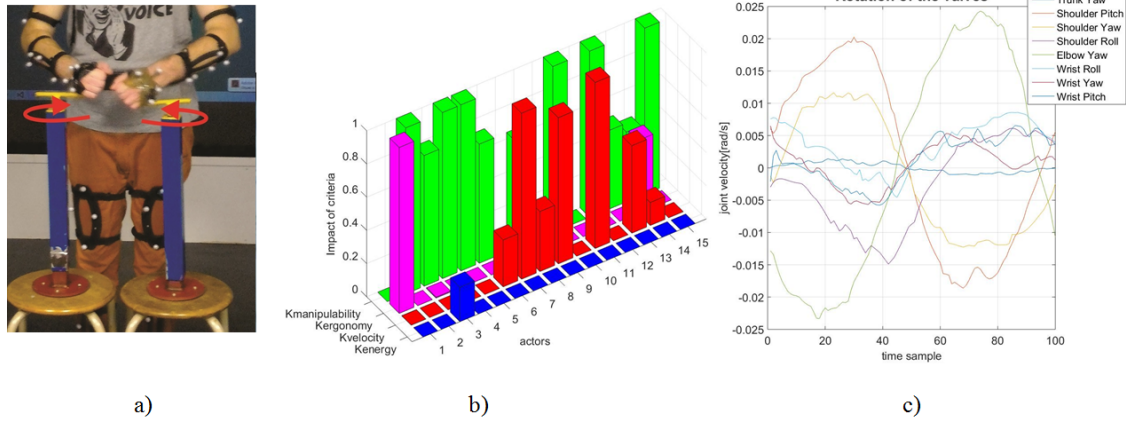 VOICE
1
0.8
0.6
0.4
0.2
0
Impact of criteria
Kmanipulability
Kergonomy
Kvelocity
Kenergy
1
2
3
4
5
6
7
8
9
10
11
12
13
14
15
actors
0.025
0.02
0.015
0.01
0.005
0
-0.005
-0.01
-0.015
-0.02
-0.025
joint velocity[rad/s]
0
20
40
60
80
100
time sample
Trunk Yaw
Shoulder Pitch
Shoulder Yaw
Shoulder Roll
Elbow Yaw
Wrist Roll
Wrist Yaw
Wrist Pitch
a)
b)
c)